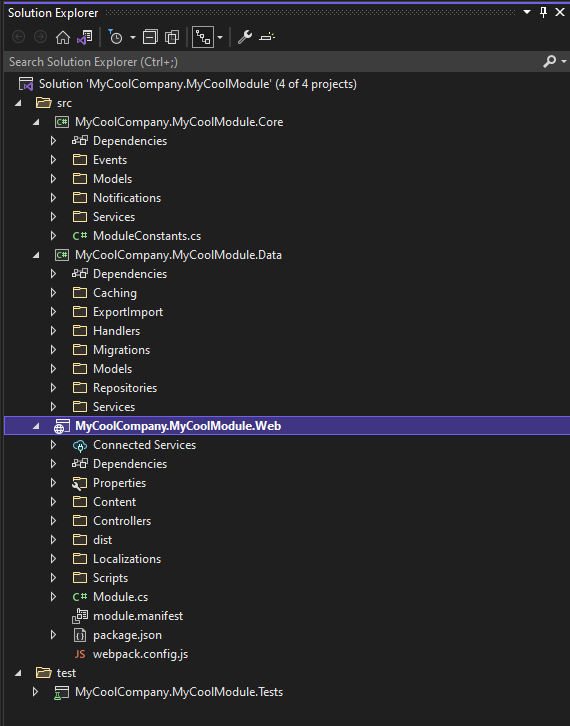 Solution Explorer
Search Solution Explorer (Ctrl+;)
Solution 'MyCoolCompany.MyCoolModule' (4 of 4 projects)
src
C# MyCoolCompany.MyCoolModule.Core
Dependencies
Events
Models
Notifications
Services
C# ModuleConstants.cs
C# MyCoolCompany.MyCoolModule.Data
Dependencies
Caching
ExportImport
Handlers
Migrations
Models
Repositories
Services
MyCoolCompany.MyCoolModule.Web
Connected Services
Dependencies
Properties
Content
Controllers
dist
Localizations
Scripts
C# Module.cs
module.manifest
package.json
JS webpack.config.js
test
MyCoolCompany.MyCoolModule.Tests